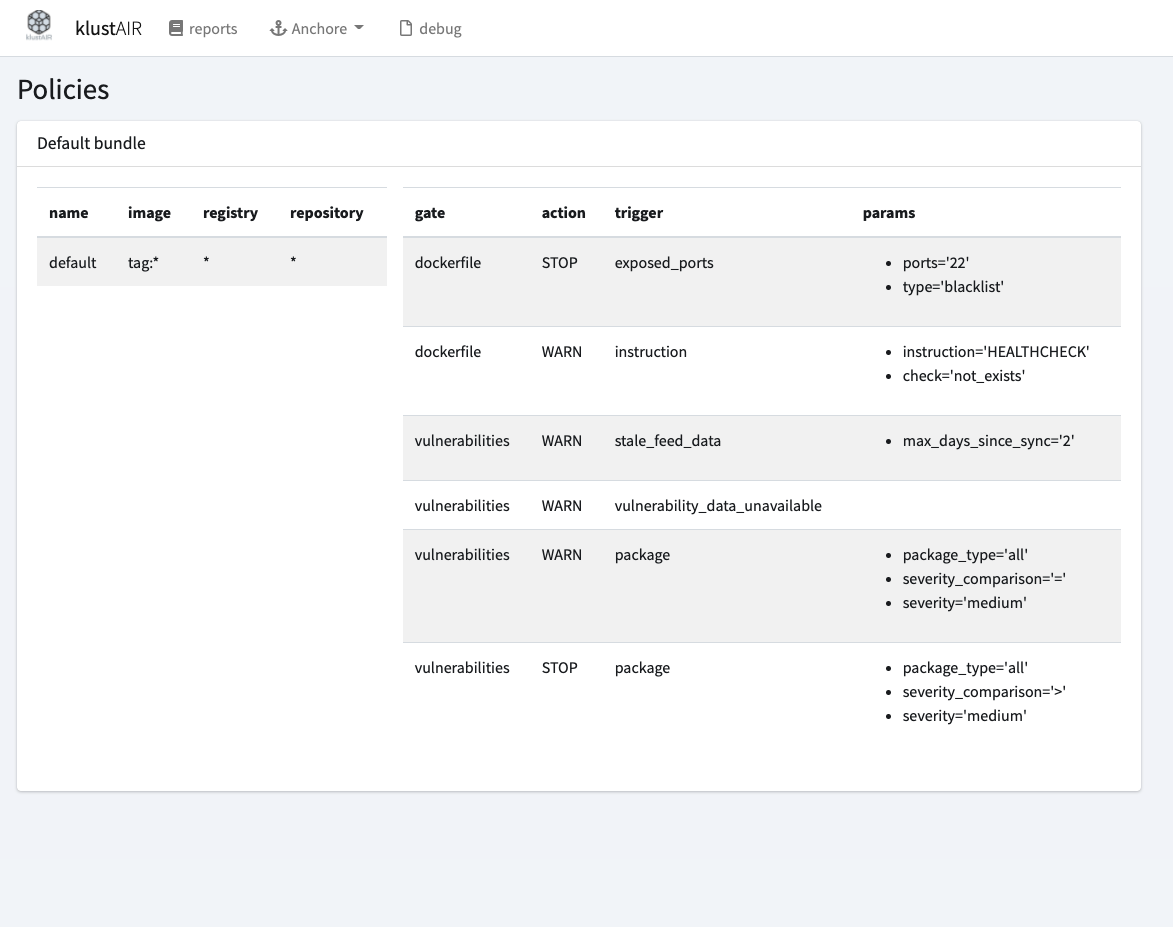 klustAIR
klustAIR reports Anchore debug
Policies
Default bundle
name image registry repository
default tag:* * *
gate action trigger params
dockerfile STOP exposed_ports
ports='22'
type='blacklist'
dockerfile WARN instruction
instruction='HEALTHCHECK'
check='not_exists'
vulnerabilities WARN stale_feed_data
max_days_since_sync='2'
vulnerabilities WARN vulnerability_data_unavailable
vulnerabilities WARN package
package_type='all'
severity_comparison='='
severity='medium'
vulnerabilities STOP package
package_type='all'
severity_comparison='>'
severity='medium'